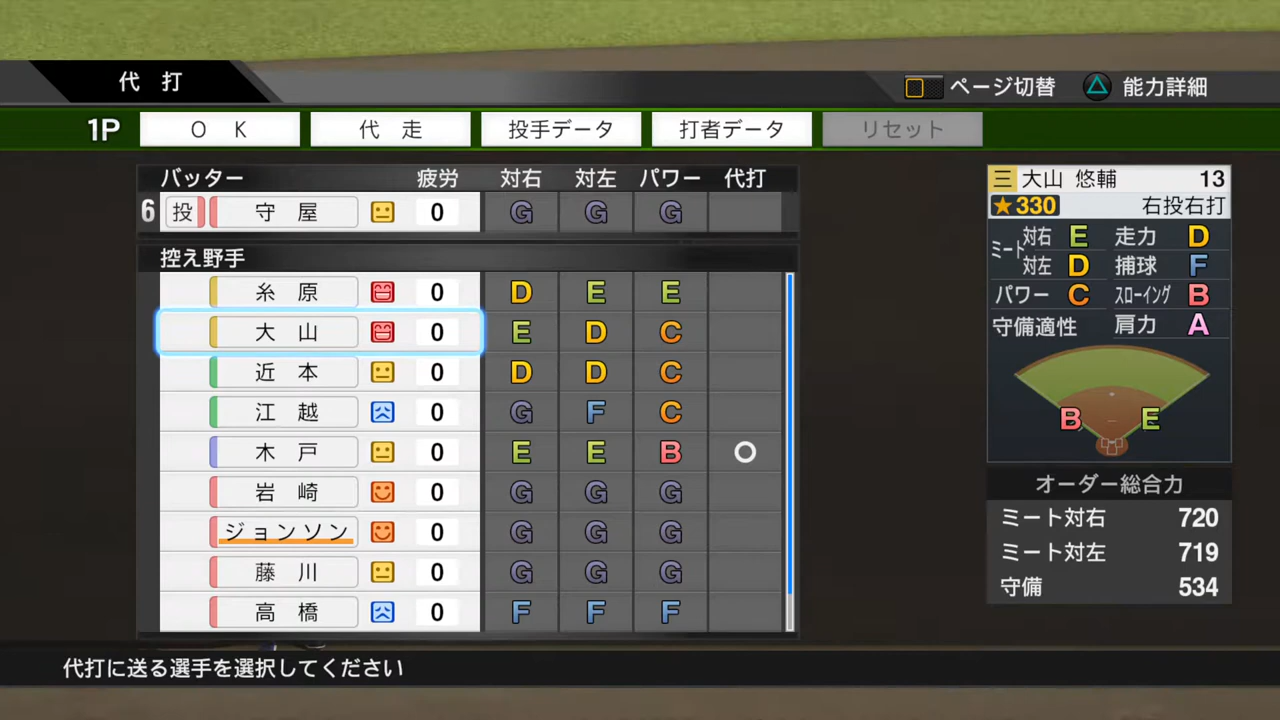 代 打
ページ切替
能力詳細
1P
O K
代 走
投手データ
打者データ
リセット
バッター 疲労 対右 対左 パワー 代打
6 投 守 屋 0 G G G
控え野手
糸 原 0 D E E
大 山 0 E D C
近 本 0 D D C
江 越 0 G F C
木 戸 0 E E B ○
岩 崎 0 G G G
ジョンソン 0 G G G
藤 川 0 G G G
高 橋 0 F F F
三 大山 悠輔 13
★330 右投右打
ミート 対右 E 走力 D
対左 D 捕球 F
パワー C スローイング B
守備適性 肩力 A
B E
オーダー総合力
ミート対右 720
ミート対左 719
守備 534
代打に送る選手を選択してください